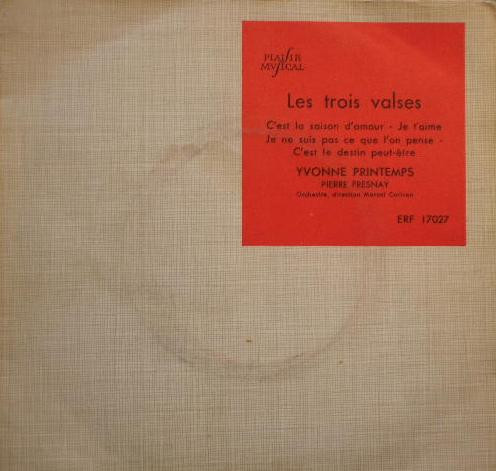 PLAISIR
MUSICAL
Les trois valses
C'est la saison d'amour - Je t'aime
Je ne suis pas ce que l'on pense -
C'est le destin peut-être
YVONNE PRINTEMPS
PIERRE FRESNAY
Orchestre, direction Marcel Cariven
ERF 17027